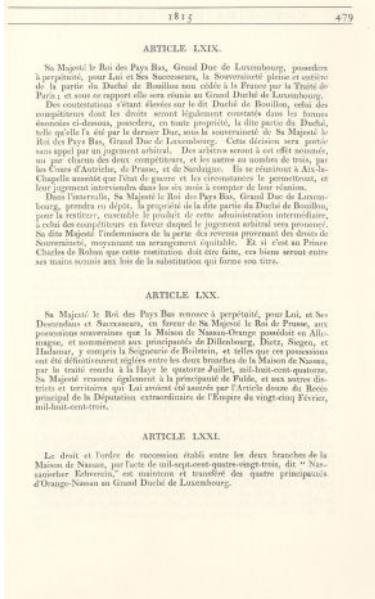 1815
479
ARTICLE LXIX.
Sa Majesté le Roi des Pays Bas, Grand Duc de Luxembourg, possedera
à perpétuité, pour Lui et Ses Successeurs, la Souveraineté pleine et entière
de la partie du Duché de Bouillon non cédée à la France par la Traité de
Paris; et sous ce rapport elle sera réunie au Grand Duché de Luxembourg.
Des contestations s'étant élevées sur le dit Duché de Bouillon, celui des
compétiteurs dont les droits seront légalement constatés dans les formes
énoncées ci-dessous, possedera, en toute propriété, la dite partie du Duché,
telle qu'elle l'a été par le dernier Duc, sous la souveraineté de Sa Majesté le
Roi des Pays Bas, Grand Duc de Luxembourg. Cette décision sera portée
sans appel par un jugement arbitral. Des arbitres seront à cet effet nommés,
un par chacun des deux compétiteurs, et les autres au nombre de trois, par
les Cours d'Autriche, de Prusse, et de Sardaigne. Ils se réuniront à Aix-la-
Chapelle aussitôt que l'état de guerre et les circonstances le permettront, et
leur jugement interviendra dans les six mois à compter de leur réunion.
Dans l'intervalle, Sa Majesté le Roi des Pays Bas, Grand Duc de Luxem-
bourg, prendra en dépôt, la propriété de la dite partie du Duché de Bouillon,
pour la restituer, ensemble le produit de cette administration intermédiaire,
à celui des compétiteurs en faveur duquel le jugement arbitral sera prononcé.
Sa dite Majesté l'indemnisera de la perte des revenus provenant des droits de
Souveraineté, moyennant un arrangement équitable. Et si c'est au Prince
Charles de Rohan que cette restitution doit être faite, ces biens seront entre
ses mains soumis aux lois de la substitution qui forme son titre.
ARTICLE LXX.
Sa Majesté le Roi des Pays Bas renonce à perpétuité, pour Lui, et Ses
Descendans et Successeurs, en faveur de Sa Majesté le Roi de Prusse, aux
possessions souveraines que la Maison de Nassau-Orange possédoit en Alle-
magne, et nommément aux principautés de Dillenbourg, Dietz, Siegen, et
Hadamar, y compris la Seigneurie de Beilstein, et telles que ces possessions
ont été définitivement réglées entre les deux branches de la Maison de Nassau,
par le traité conclu à la Haye le quatorze Juillet, mil-huit-cent-quatorze.
Sa Majesté renonce également à la principauté de Fulde, et aux autres dis-
tricts et territoires qui Lui avoient été assurés par l'Article douze du Recès
principal de la Députation extraordinaire de l'Empire du vingt-cinq Février,
mil-huit-cent-trois.
ARTICLE LXXI.
Le droit et l'ordre de succession établi entre les deux branches de la
Maison de Nassau, par l'acte de mil-sept-cent-quatre-vingt-trois, dit "Nas-
sauischer Erbverein," est maintenu et transféré des quatre principautés
d'Orange-Nassau au Grand Duché de Luxembourg.